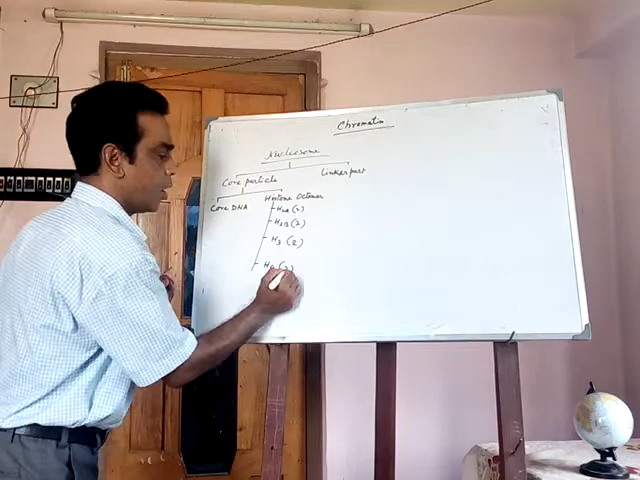 Chromatin
Nucleosome
Core particle
Linker part
Core DNA
Histone Octamer
H2A (2)
H2B (2)
H3 (2)
H4 (2)